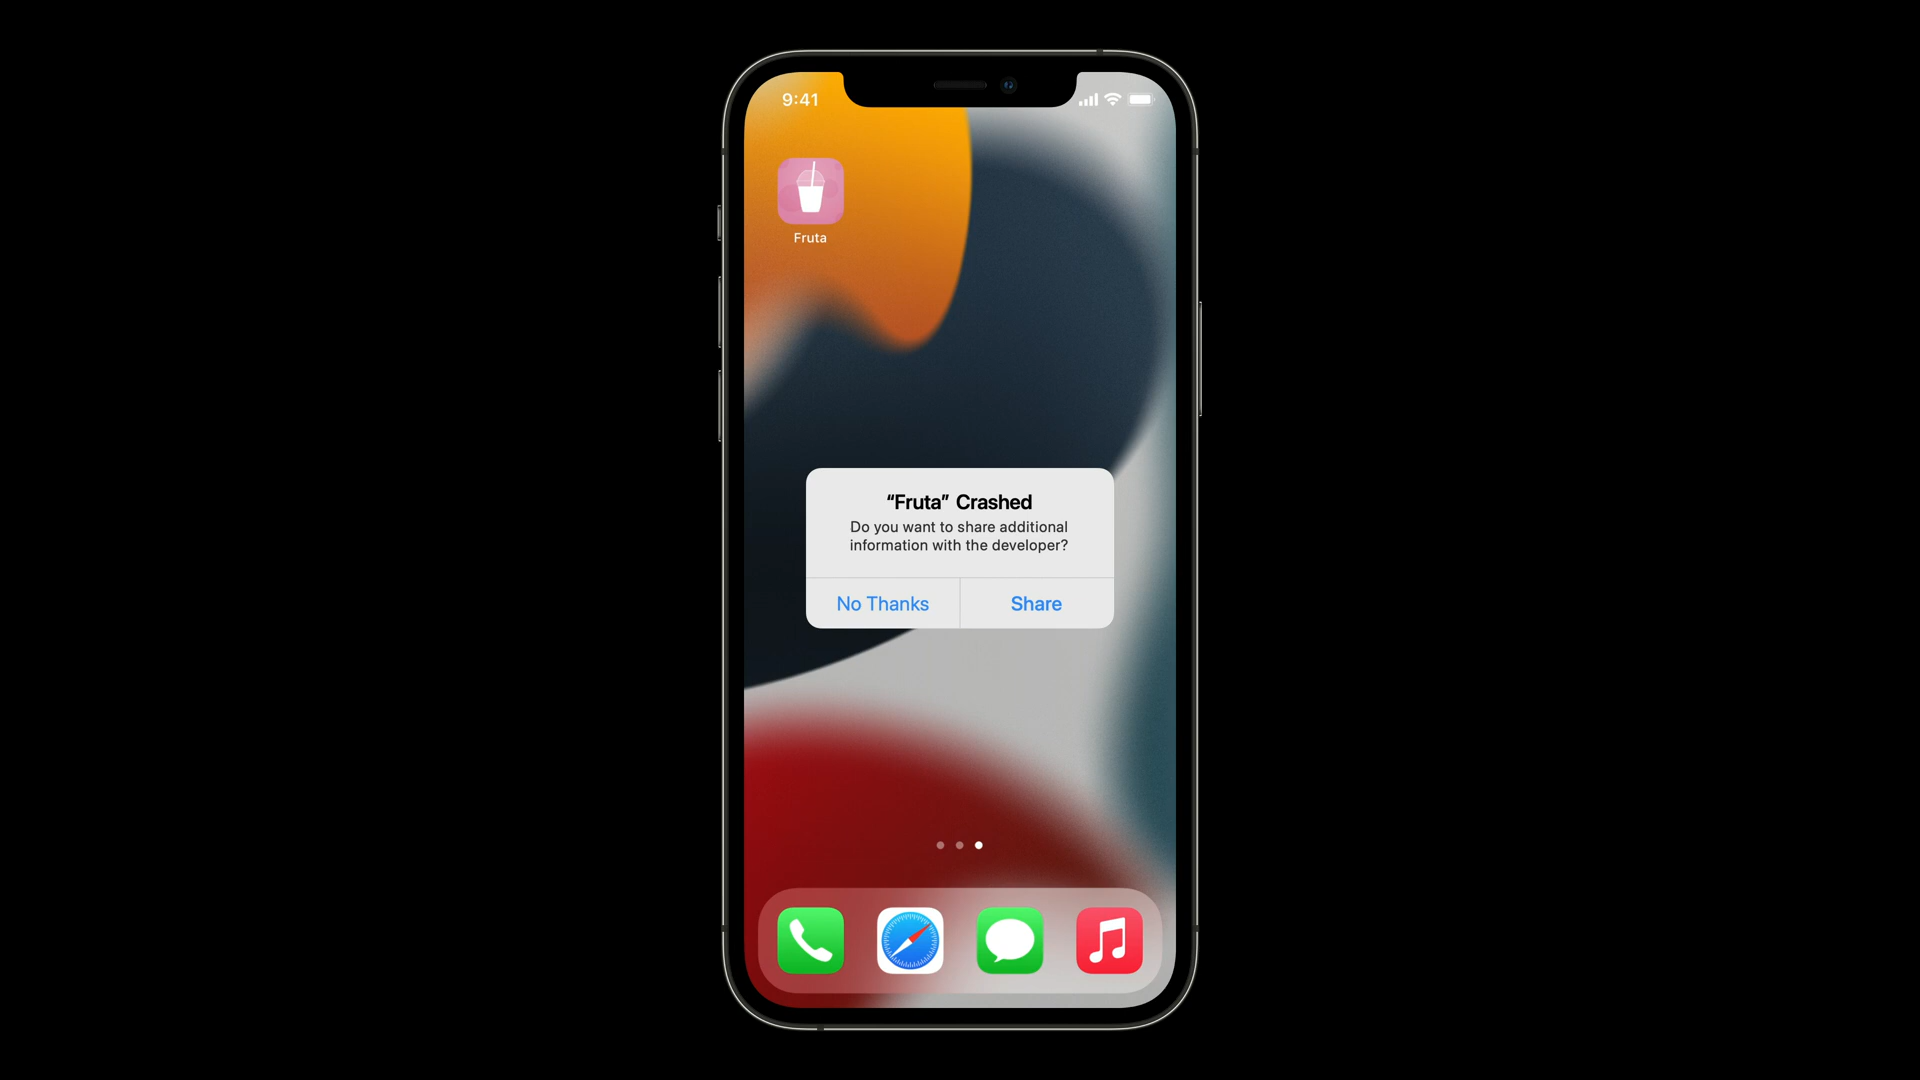 9:41
Fruta
“Fruta” Crashed
Do you want to share additional
information with the developer?
No Thanks
Share